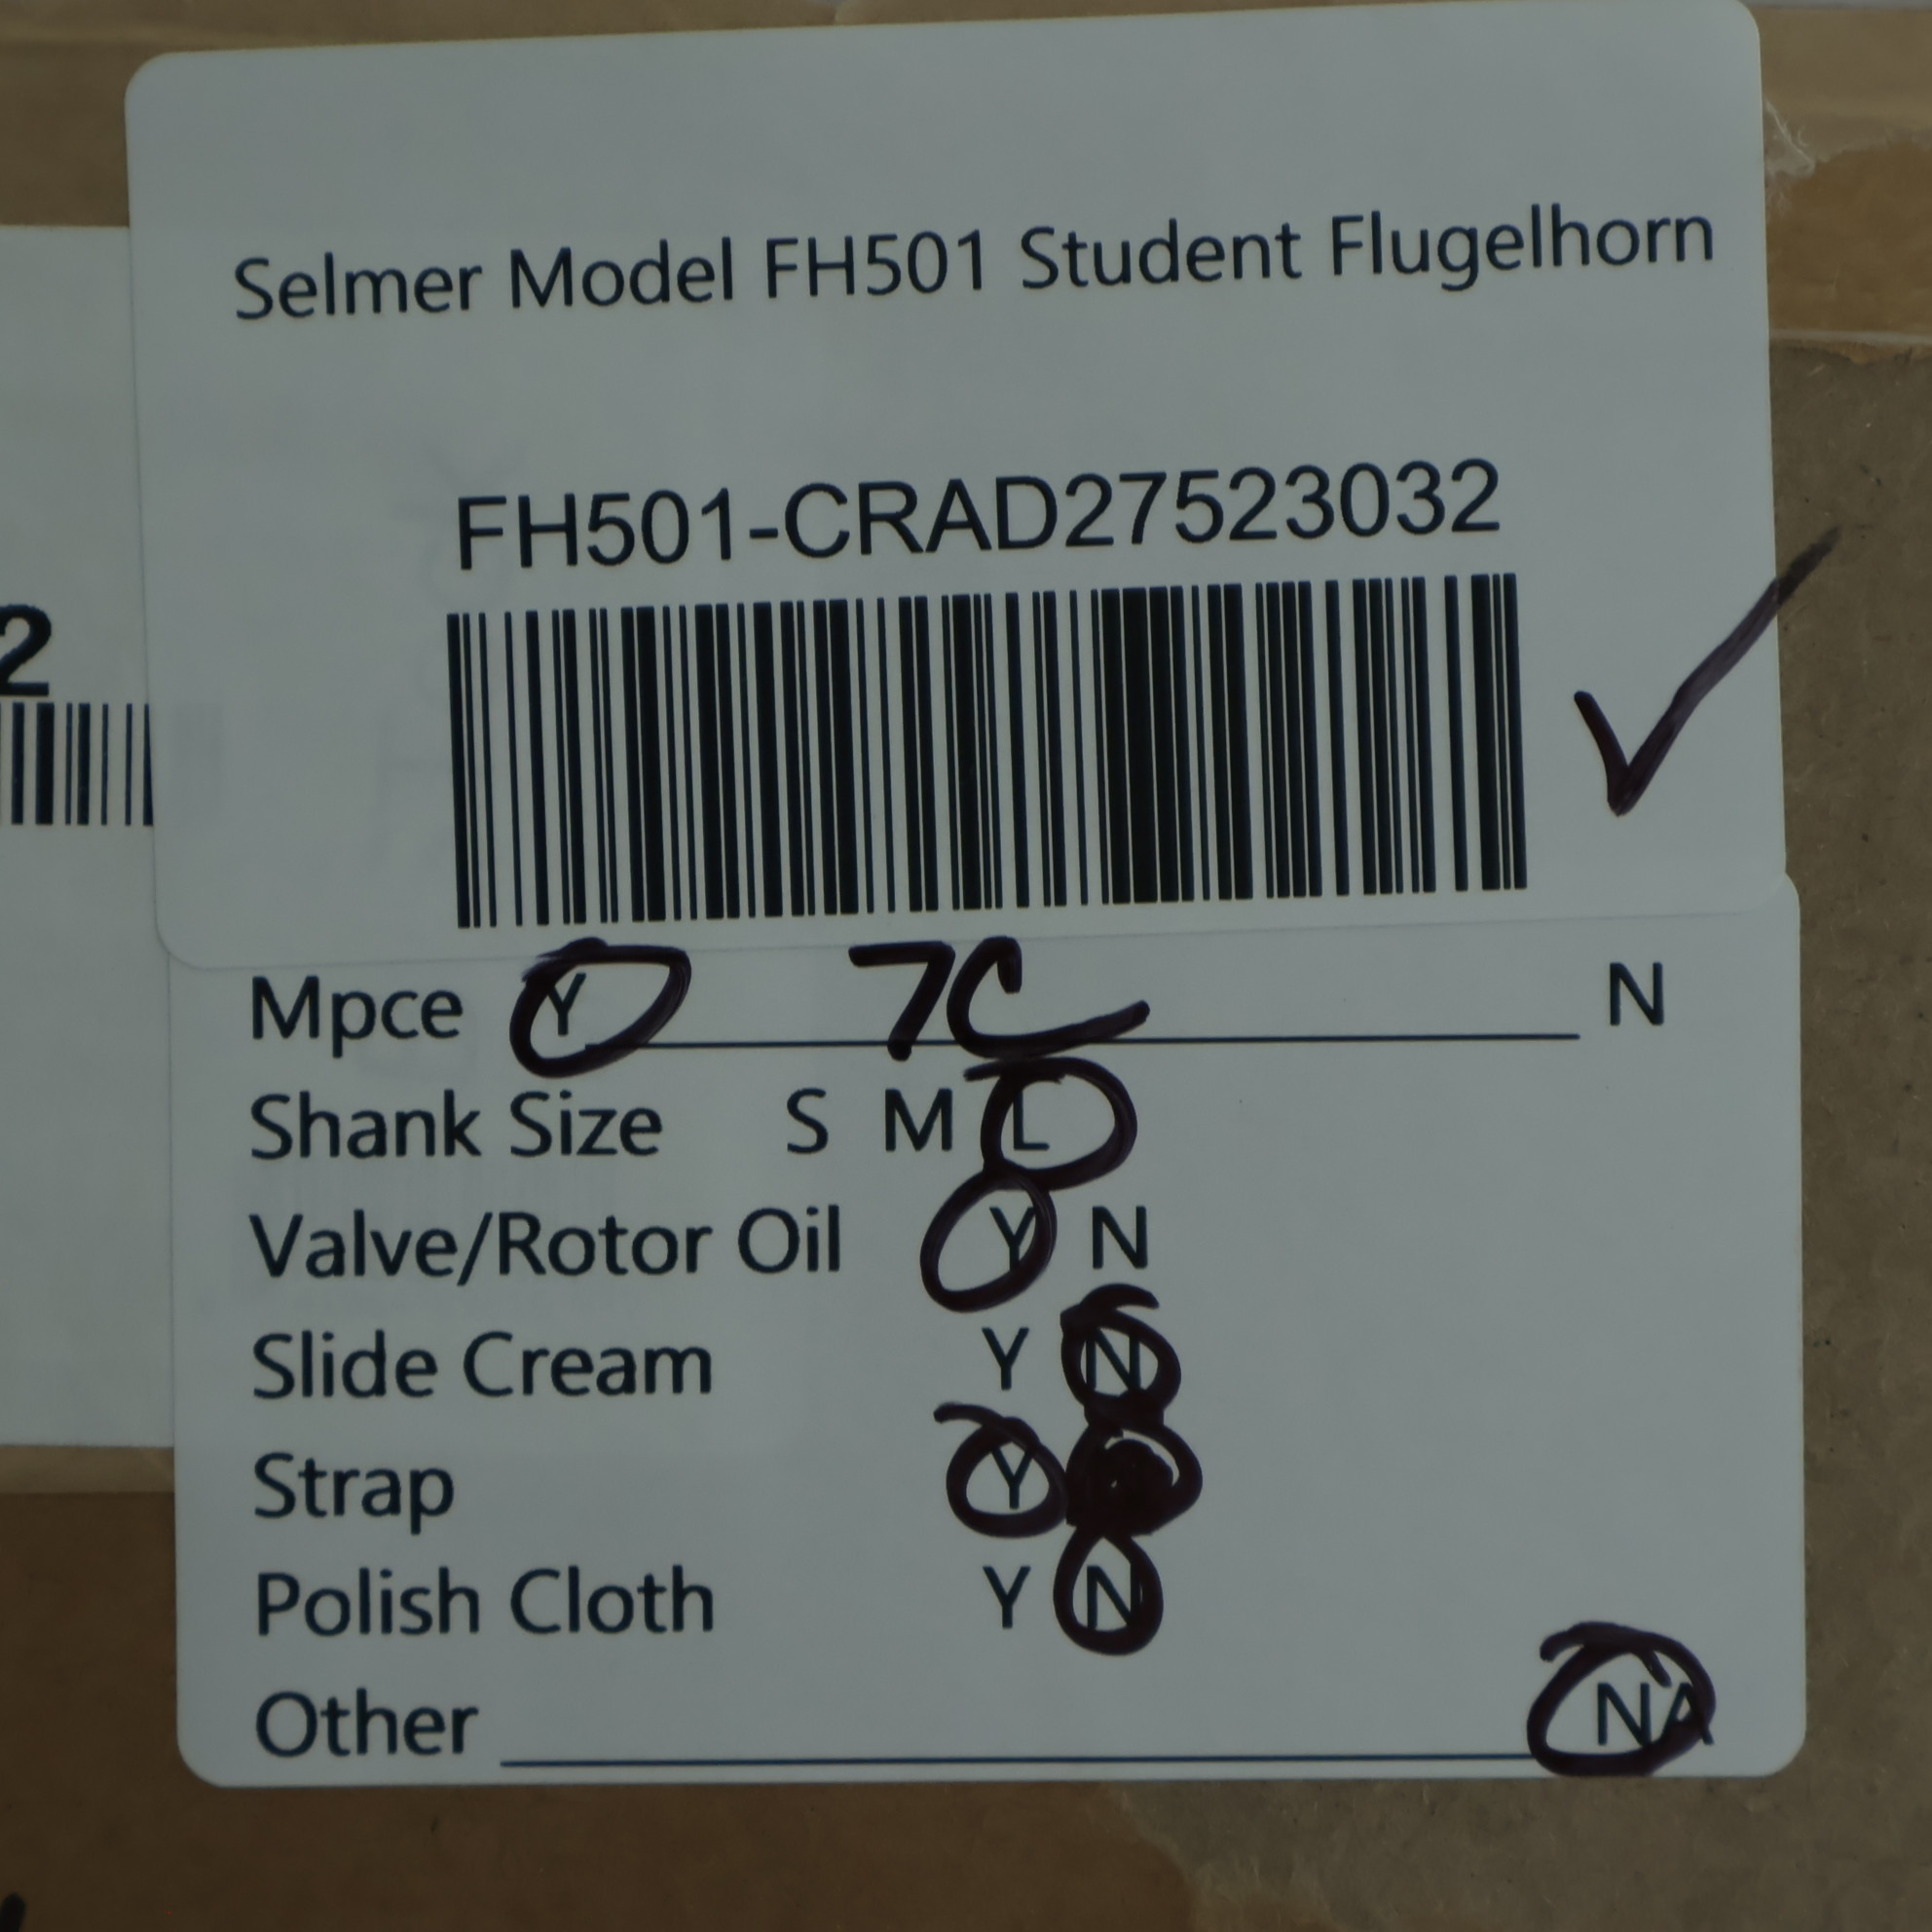 Selmer Model FH501 Student Flugelhorn
FH501-CRAD27523032
2
Mpce Y 7C N
Shank Size S M L
Valve/Rotor Oil Y N
Slide Cream Y N
Strap Y
Polish Cloth Y N
Other NA